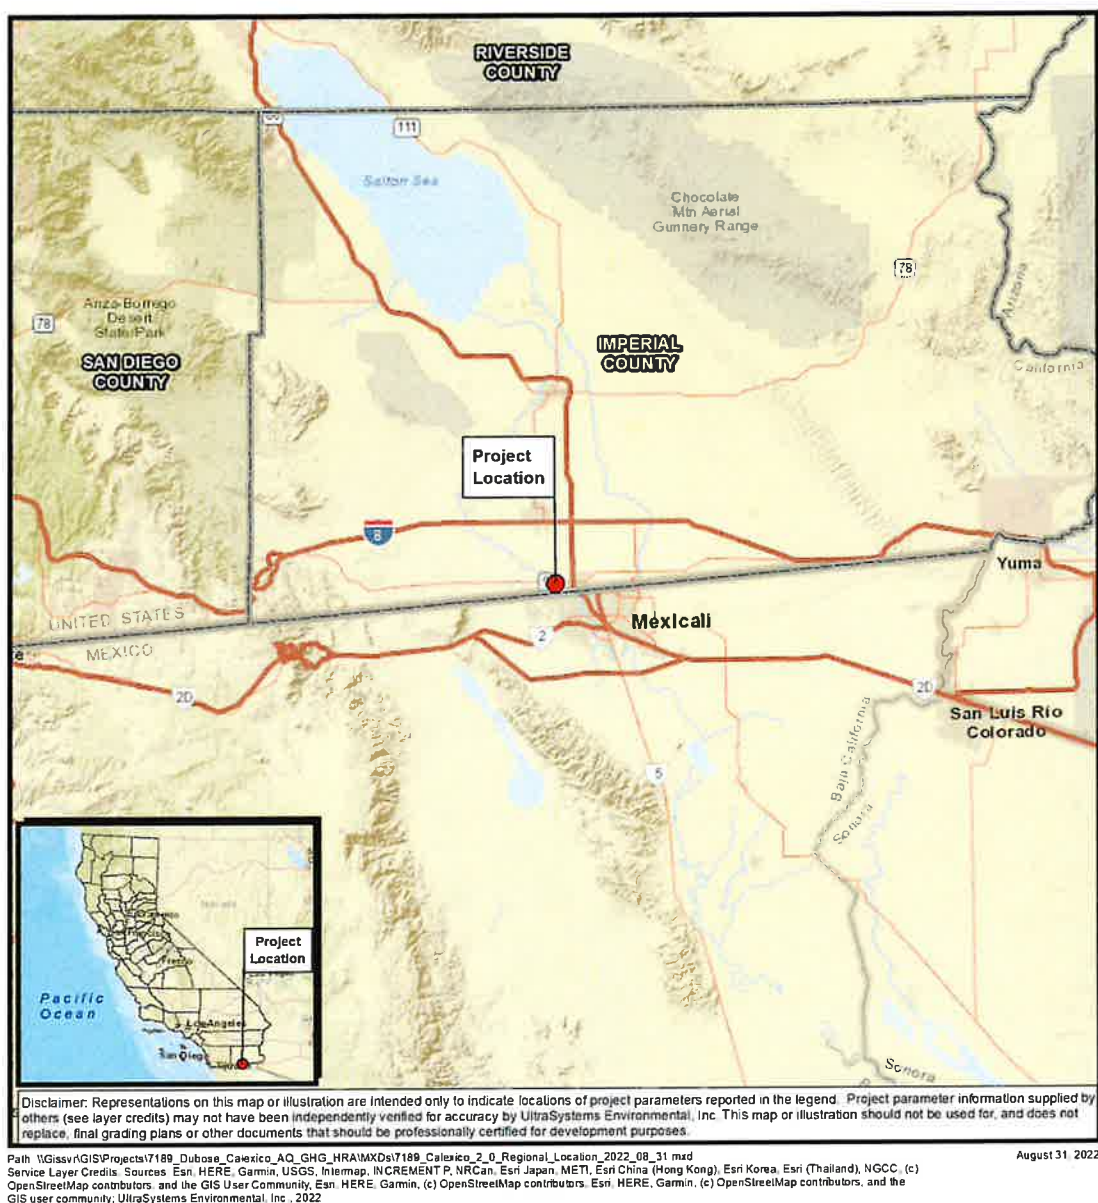 RIVERSIDE
COUNTY
111
Salton Sea
Chocolate
Mtn Aerial
Gunnery Range
78
Arizona
California
Anza-Borrego
Desert
State Park
78
SAN DIEGO
COUNTY
IMPERIAL
COUNTY
Project
Location
8
Yuma
UNITED STATES
MEXICO
Mexicali
2
2D
2D
San Luis Río
Colorado
Baja California
Sonora
5
Project
Location
Fresno
Pacific
Ocean
Los Angeles
San Diego
Sonora
Disclaimer: Representations on this map or illustration are intended only to indicate locations of project parameters reported in the legend. Project parameter information supplied by
others (see layer credits) may not have been independently verified for accuracy by UltraSystems Environmental, Inc. This map or illustration should not be used for, and does not
replace, final grading plans or other documents that should be professionally certified for development purposes.
Path \\Gissvr\GIS\Projects\7189_Dubose_Calexico_AQ_GHG_HRA\MXDs\7189_Calexico_2_0_Regional_Location_2022_08_31 mxd
August 31, 2022
Service Layer Credits. Sources Esri, HERE, Garmin, USGS, Intermap, INCREMENT P, NRCan, Esri Japan, METI, Esri China (Hong Kong), Esri Korea, Esri (Thailand), NGCC, (c)
OpenStreetMap contributors, and the GIS User Community, Esri, HERE, Garmin, (c) OpenStreetMap contributors, Esri, HERE, Garmin, (c) OpenStreetMap contributors, and the
GIS user community; UltraSystems Environmental, Inc., 2022